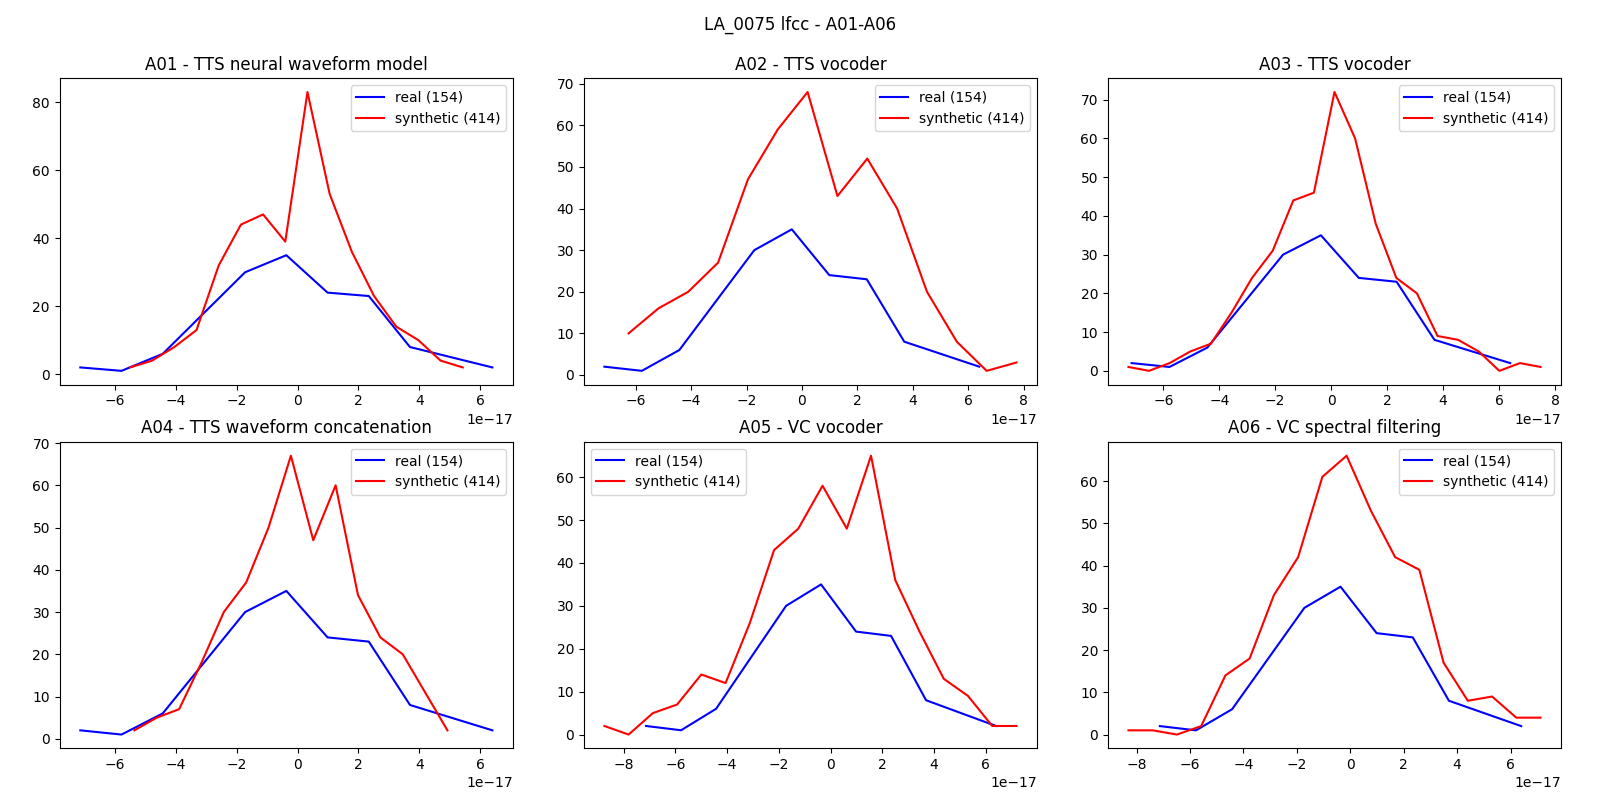 LA_0075 lfcc - A01-A06
A01 - TTS neural waveform model
real (154)
synthetic (414)
80
60
40
20
0
−6 −4 −2 0 2 4 6
1e−17
A02 - TTS vocoder
real (154)
synthetic (414)
70
60
50
40
30
20
10
0
−6 −4 −2 0 2 4 6 8
1e−17
A03 - TTS vocoder
real (154)
synthetic (414)
70
60
50
40
30
20
10
0
−6 −4 −2 0 2 4 6 8
1e−17
A04 - TTS waveform concatenation
real (154)
synthetic (414)
70
60
50
40
30
20
10
0
−6 −4 −2 0 2 4 6
1e−17
A05 - VC vocoder
real (154)
synthetic (414)
60
50
40
30
20
10
0
−8 −6 −4 −2 0 2 4 6
1e−17
A06 - VC spectral filtering
real (154)
synthetic (414)
60
50
40
30
20
10
0
−8 −6 −4 −2 0 2 4 6
1e−17